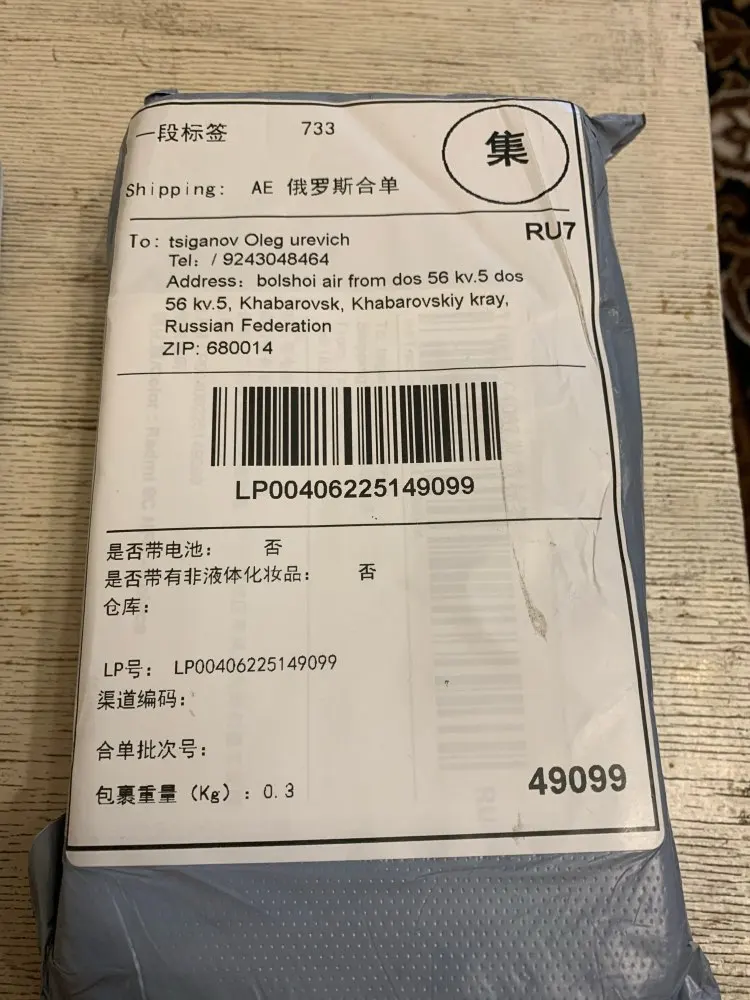 一段标签 733
集
Shipping: AE 俄罗斯合单
RU7
To: tsiganov Oleg urevich
Tel: / 9243048464
Address: bolshoi air from dos 56 kv.5 dos
56 kv.5, Khabarovsk, Khabarovskiy kray,
Russian Federation
ZIP: 680014
LP00406225149099
是否带电池: 否
是否带有非液体化妆品: 否
仓库:
LP号: LP00406225149099
渠道编码:
合单批次号:
包裹重量 (Kg) : 0.3
49099